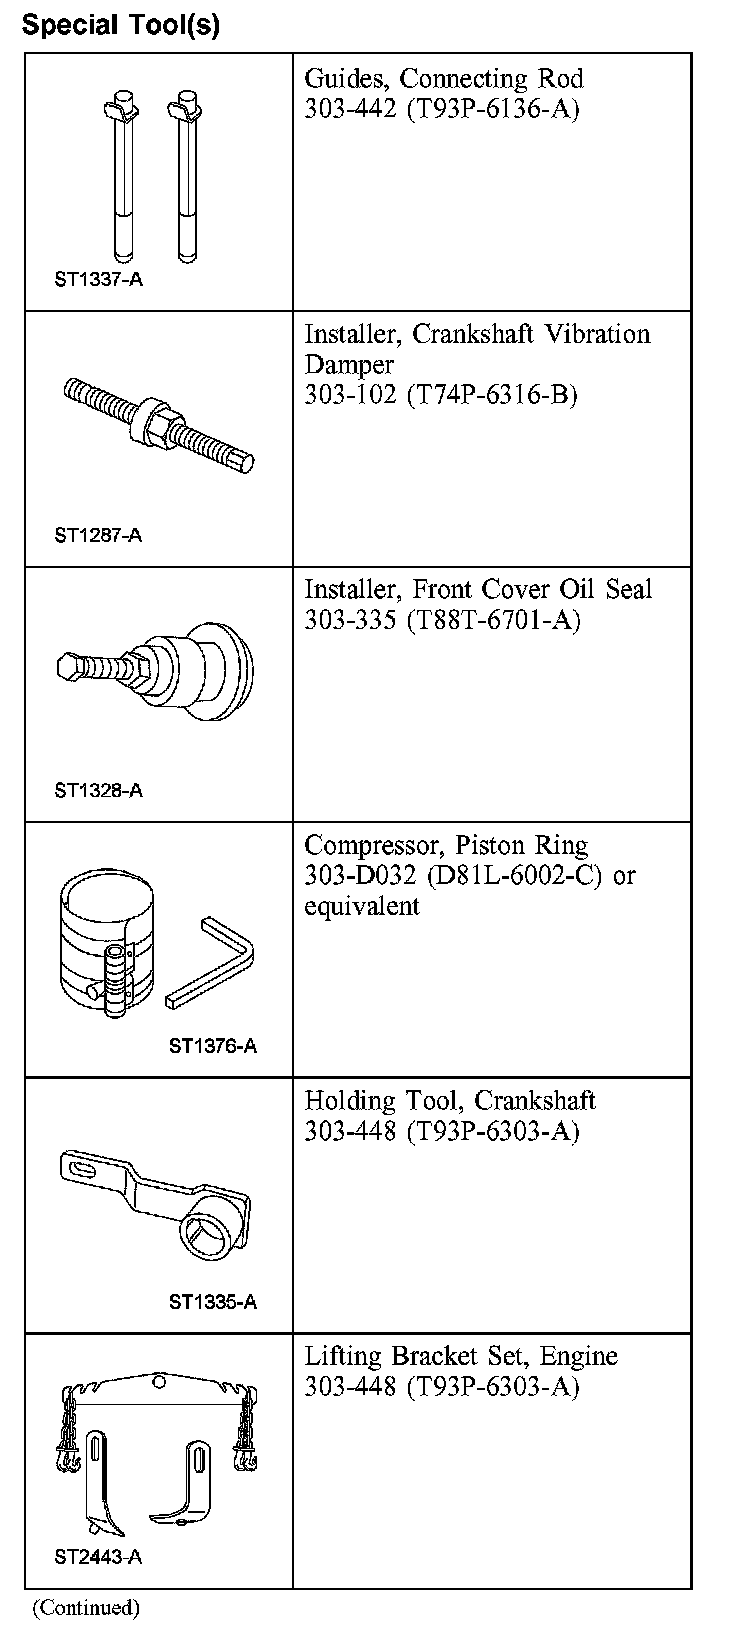 Special Tool(s)
Guides, Connecting Rod
303-442 (T93P-6136-A)
ST1337-A
Installer, Crankshaft Vibration
Damper
303-102 (T74P-6316-B)
ST1287-A
Installer, Front Cover Oil Seal
303-335 (T88T-6701-A)
ST1328-A
Compressor, Piston Ring
303-D032 (D81L-6002-C) or
equivalent
ST1376-A
Holding Tool, Crankshaft
303-448 (T93P-6303-A)
ST1335-A
Lifting Bracket Set, Engine
303-448 (T93P-6303-A)
ST2443-A
(Continued)